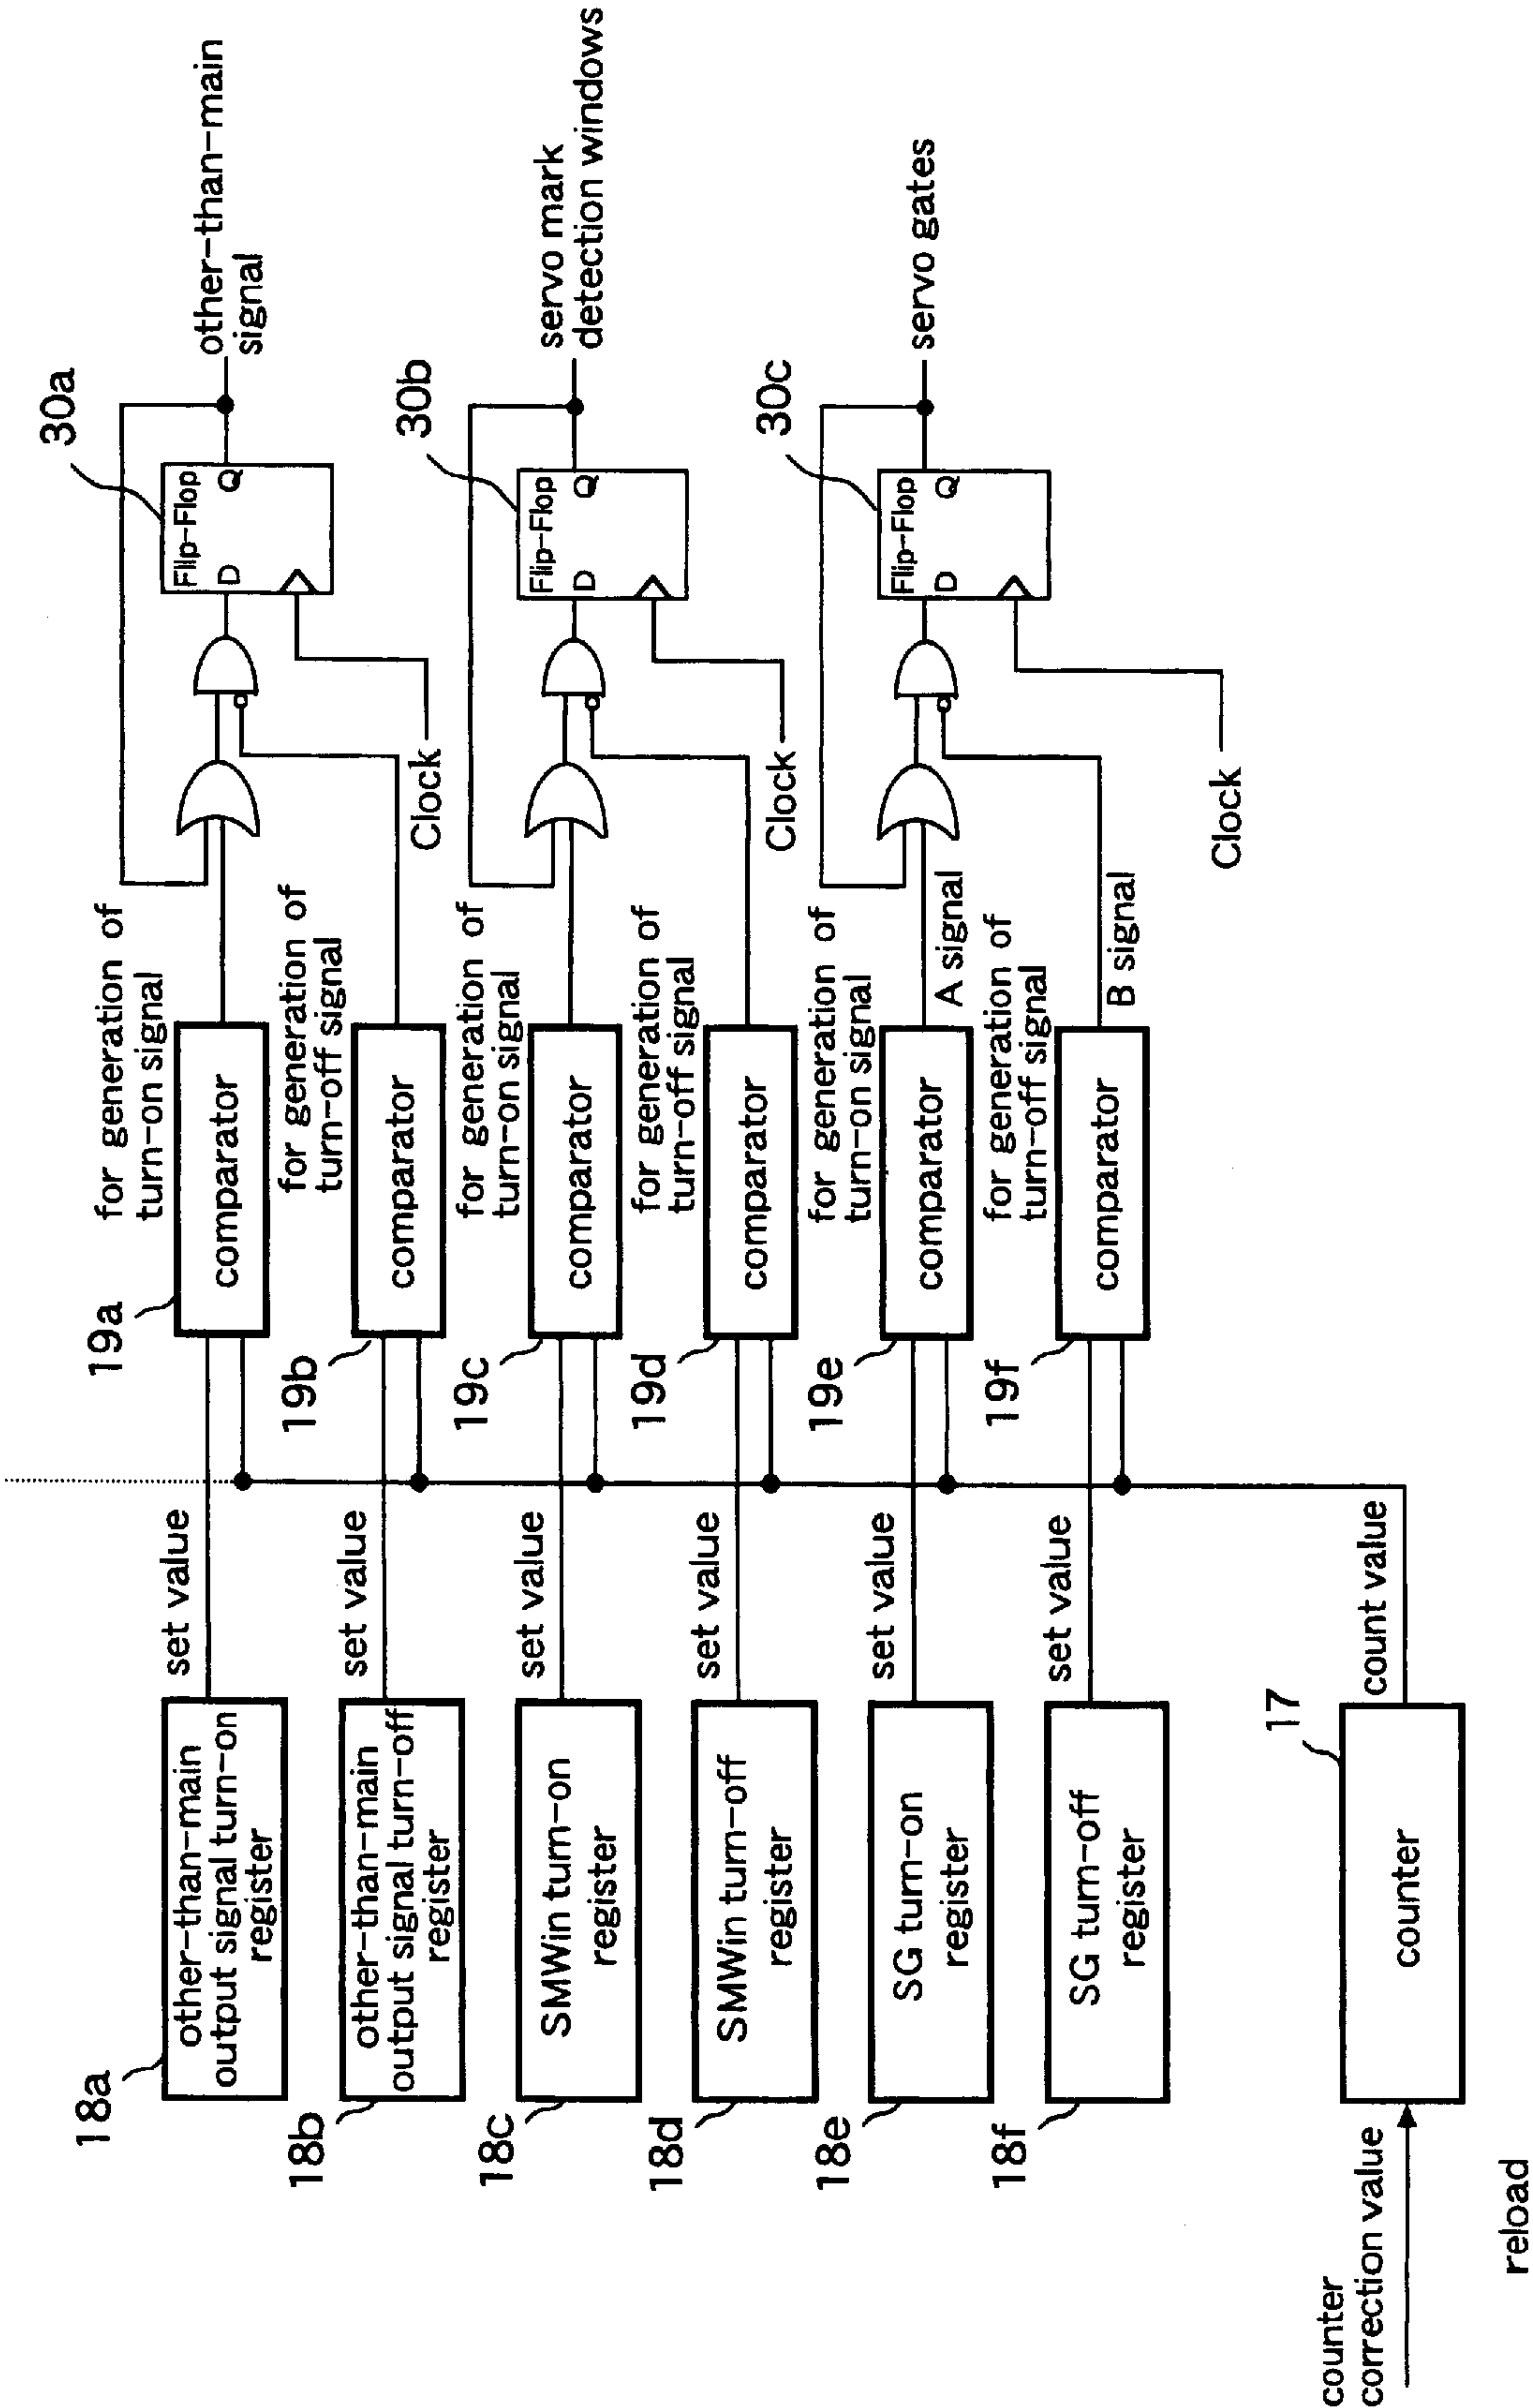 18a
other-than-main
output signal turn-on
register
set value
19a
comparator
for generation of
turn-on signal
30a
Flip-Flop
D
Q
other-than-main
signal
18b
other-than-main
output signal turn-off
register
set value
19b
comparator
for generation of
turn-off signal
Clock
18c
SMWin turn-on
register
set value
19c
comparator
for generation of
turn-on signal
30b
Flip-Flop
D
Q
servo mark
detection windows
18d
SMWin turn-off
register
set value
19d
comparator
for generation of
turn-off signal
Clock
18e
SG turn-on
register
set value
19e
comparator
for generation of
turn-on signal
A signal
30c
Flip-Flop
D
Q
servo gates
18f
SG turn-off
register
set value
19f
comparator
for generation of
turn-off signal
B signal
Clock
counter
correction value
17
counter
count value
reload